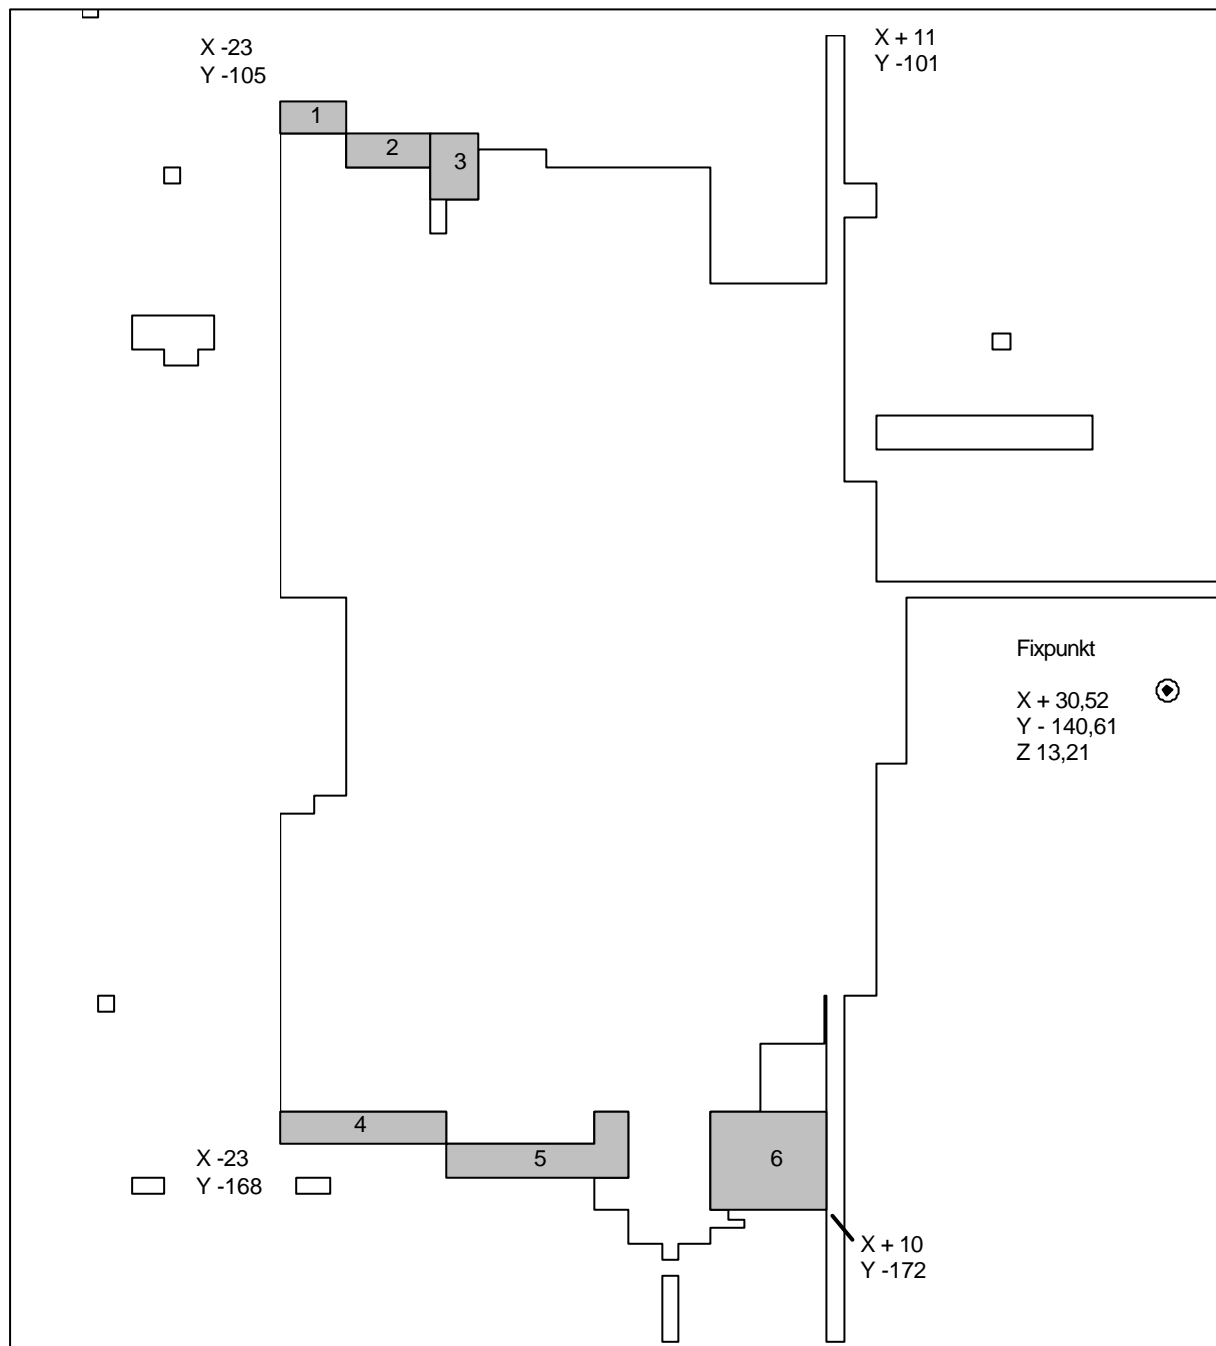 X -23
Y -105
X + 11
Y -101
1
2
3
Fixpunkt
X + 30,52
Y - 140,61
Z 13,21
4
5
6
X -23
Y -168
X + 10
Y -172